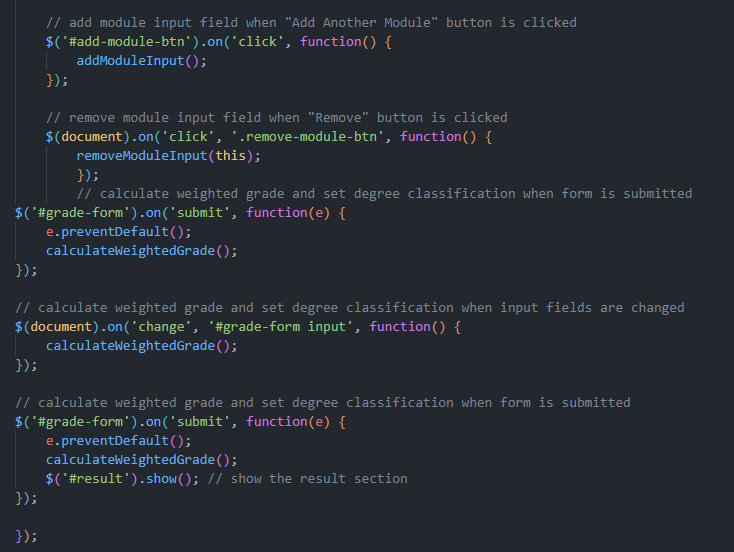 // add module input field when "Add Another Module" button is clicked
$('#add-module-btn').on('click', function() {
addModuleInput();
});
// remove module input field when "Remove" button is clicked
$(document).on('click', '.remove-module-btn', function() {
removeModuleInput(this);
});
// calculate weighted grade and set degree classification when form is submitted
$('#grade-form').on('submit', function(e) {
e.preventDefault();
calculateWeightedGrade();
});
// calculate weighted grade and set degree classification when input fields are changed
$(document).on('change', '#grade-form input', function() {
calculateWeightedGrade();
});
// calculate weighted grade and set degree classification when form is submitted
$('#grade-form').on('submit', function(e) {
e.preventDefault();
calculateWeightedGrade();
$('#result').show(); // show the result section
});
});